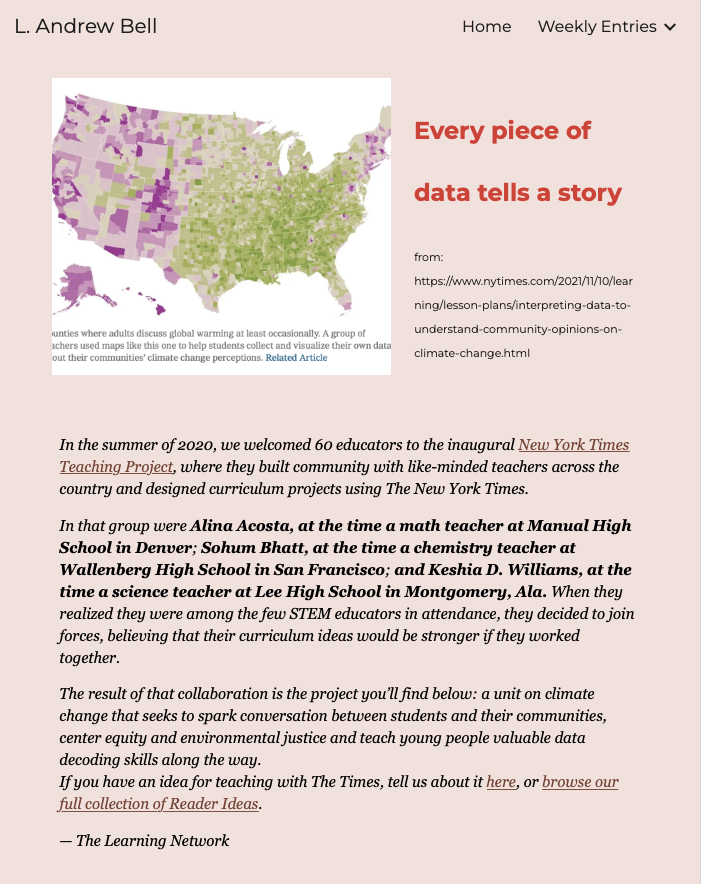 L. Andrew Bell
Home
Weekly Entries
Every piece of
data tells a story
from:
https://www.nytimes.com/2021/11/10/lear
ning/lesson-plans/interpreting-data-to-
understand-community-opinions-on-
climate-change.html
ounties where adults discuss global warming at least occasionally. A group of
achers used maps like this one to help students collect and visualize their own data
out their communities' climate change perceptions. Related Article
In the summer of 2020, we welcomed 60 educators to the inaugural New York Times
Teaching Project, where they built community with like-minded teachers across the
country and designed curriculum projects using The New York Times.
In that group were Alina Acosta, at the time a math teacher at Manual High
School in Denver; Sohum Bhatt, at the time a chemistry teacher at
Wallenberg High School in San Francisco; and Keshia D. Williams, at the
time a science teacher at Lee High School in Montgomery, Ala. When they
realized they were among the few STEM educators in attendance, they decided to join
forces, believing that their curriculum ideas would be stronger if they worked
together.
The result of that collaboration is the project you'll find below: a unit on climate
change that seeks to spark conversation between students and their communities,
center equity and environmental justice and teach young people valuable data
decoding skills along the way.
If you have an idea for teaching with The Times, tell us about it here, or browse our
full collection of Reader Ideas.
— The Learning Network